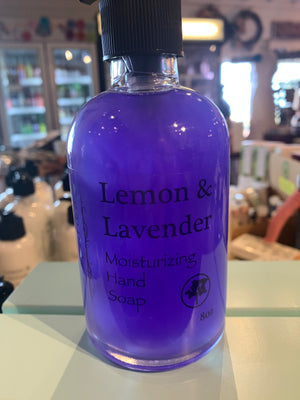 Lemon &
Lavender
Moisturizing
Hand
Soap
8oz